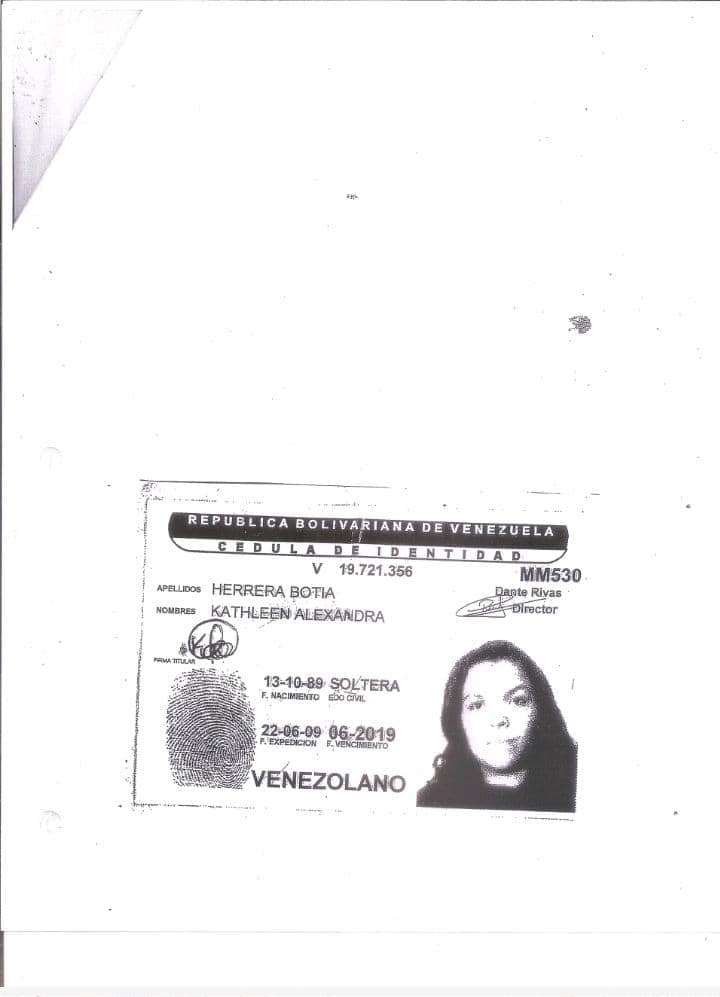 REPUBLICA BOLIVARIANA DE VENEZUELA
CEDULA DE IDENTIDAD
V 19.721.356
MM530
APELLIDOS HERRERA BOTIA
Dante Rivas
Director
NOMBRES KATHLEEN ALEXANDRA
FIRMA TITULAR
13-10-89 SOLTERA
F. NACIMIENTO EDO CIVIL
22-06-09 06-2019
F. EXPEDICION F. VENCIMIENTO
VENEZOLANO